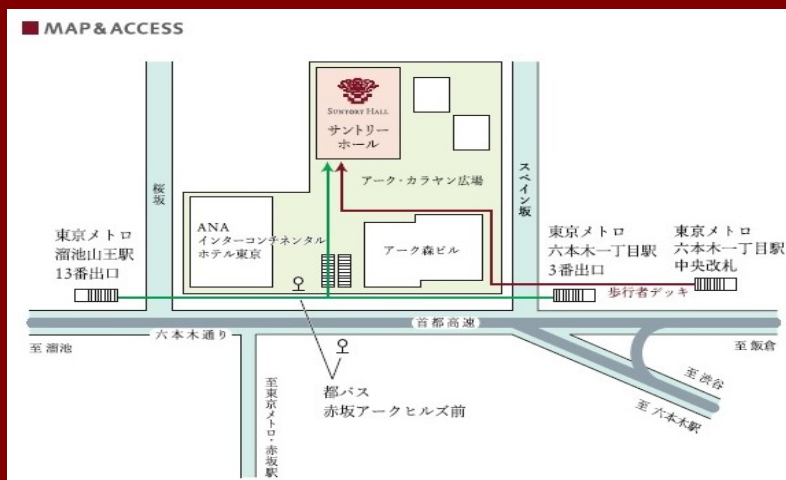 MAP&ACCESS
SUNTORY HALL
サントリー
ホール
アーク・カラヤン広場
桜坂
スペイン坂
ANA
インターコンチネンタル
ホテル東京
アーク森ビル
東京メトロ
溜池山王駅
13番出口
東京メトロ
六本木一丁目駅
3番出口
東京メトロ
六本木一丁目駅
中央改札
歩行者デッキ
首都高速
六本木通り
至溜池
至飯倉
至渋谷
至六本木駅
都バス
赤坂アークヒルズ前
至東京メトロ・赤坂駅